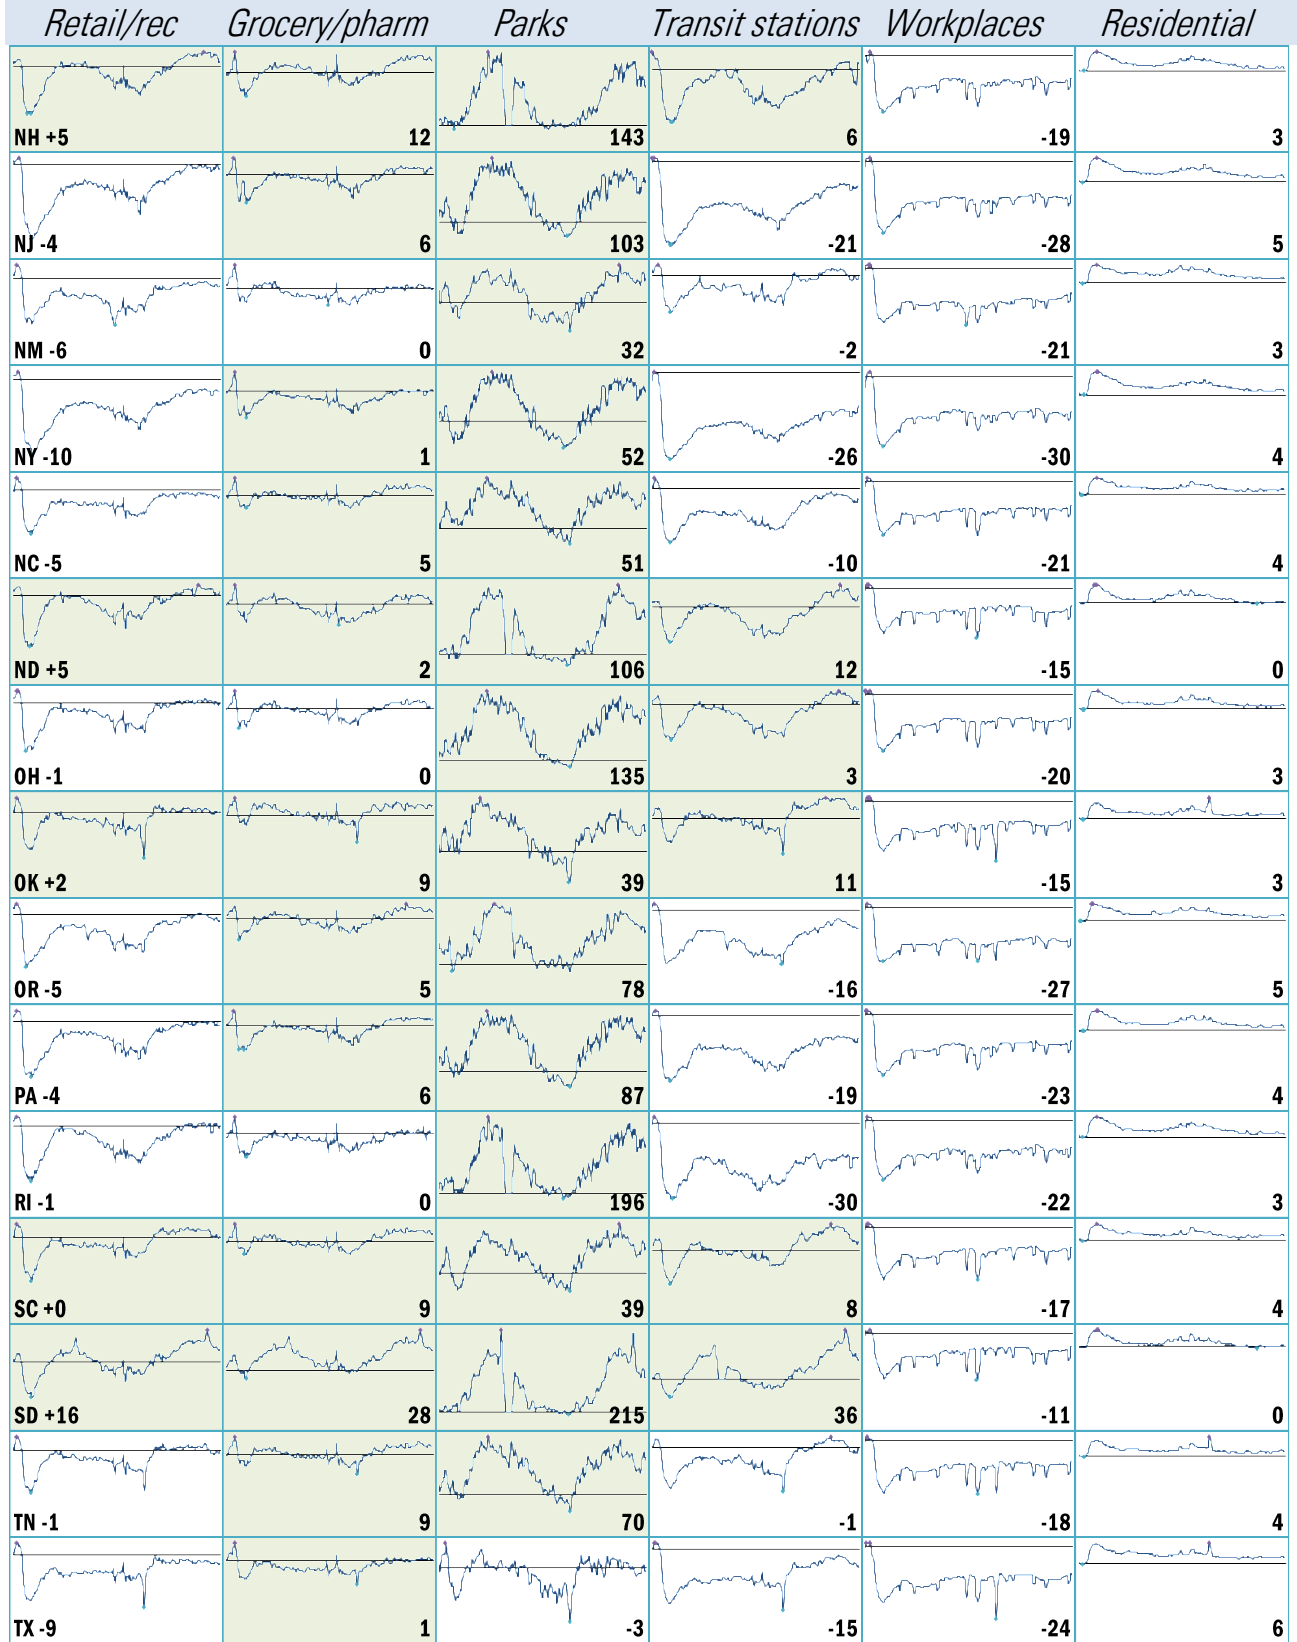 Retail/rec Grocery/pharm Parks Transit stations Workplaces Residential
NH +5 12 143 6 -19 3
NJ -4 6 103 -21 -28 5
NM -6 0 32 -2 -21 3
NY -10 1 52 -26 -30 4
NC -5 5 51 -10 -21 4
ND +5 2 106 12 -15 0
OH -1 0 135 3 -20 3
OK +2 9 39 11 -15 3
OR -5 5 78 -16 -27 5
PA -4 6 87 -19 -23 4
RI -1 0 196 -30 -22 3
SC +0 9 39 8 -17 4
SD +16 28 215 36 -11 0
TN -1 9 70 -1 -18 4
TX -9 1 -3 -15 -24 6